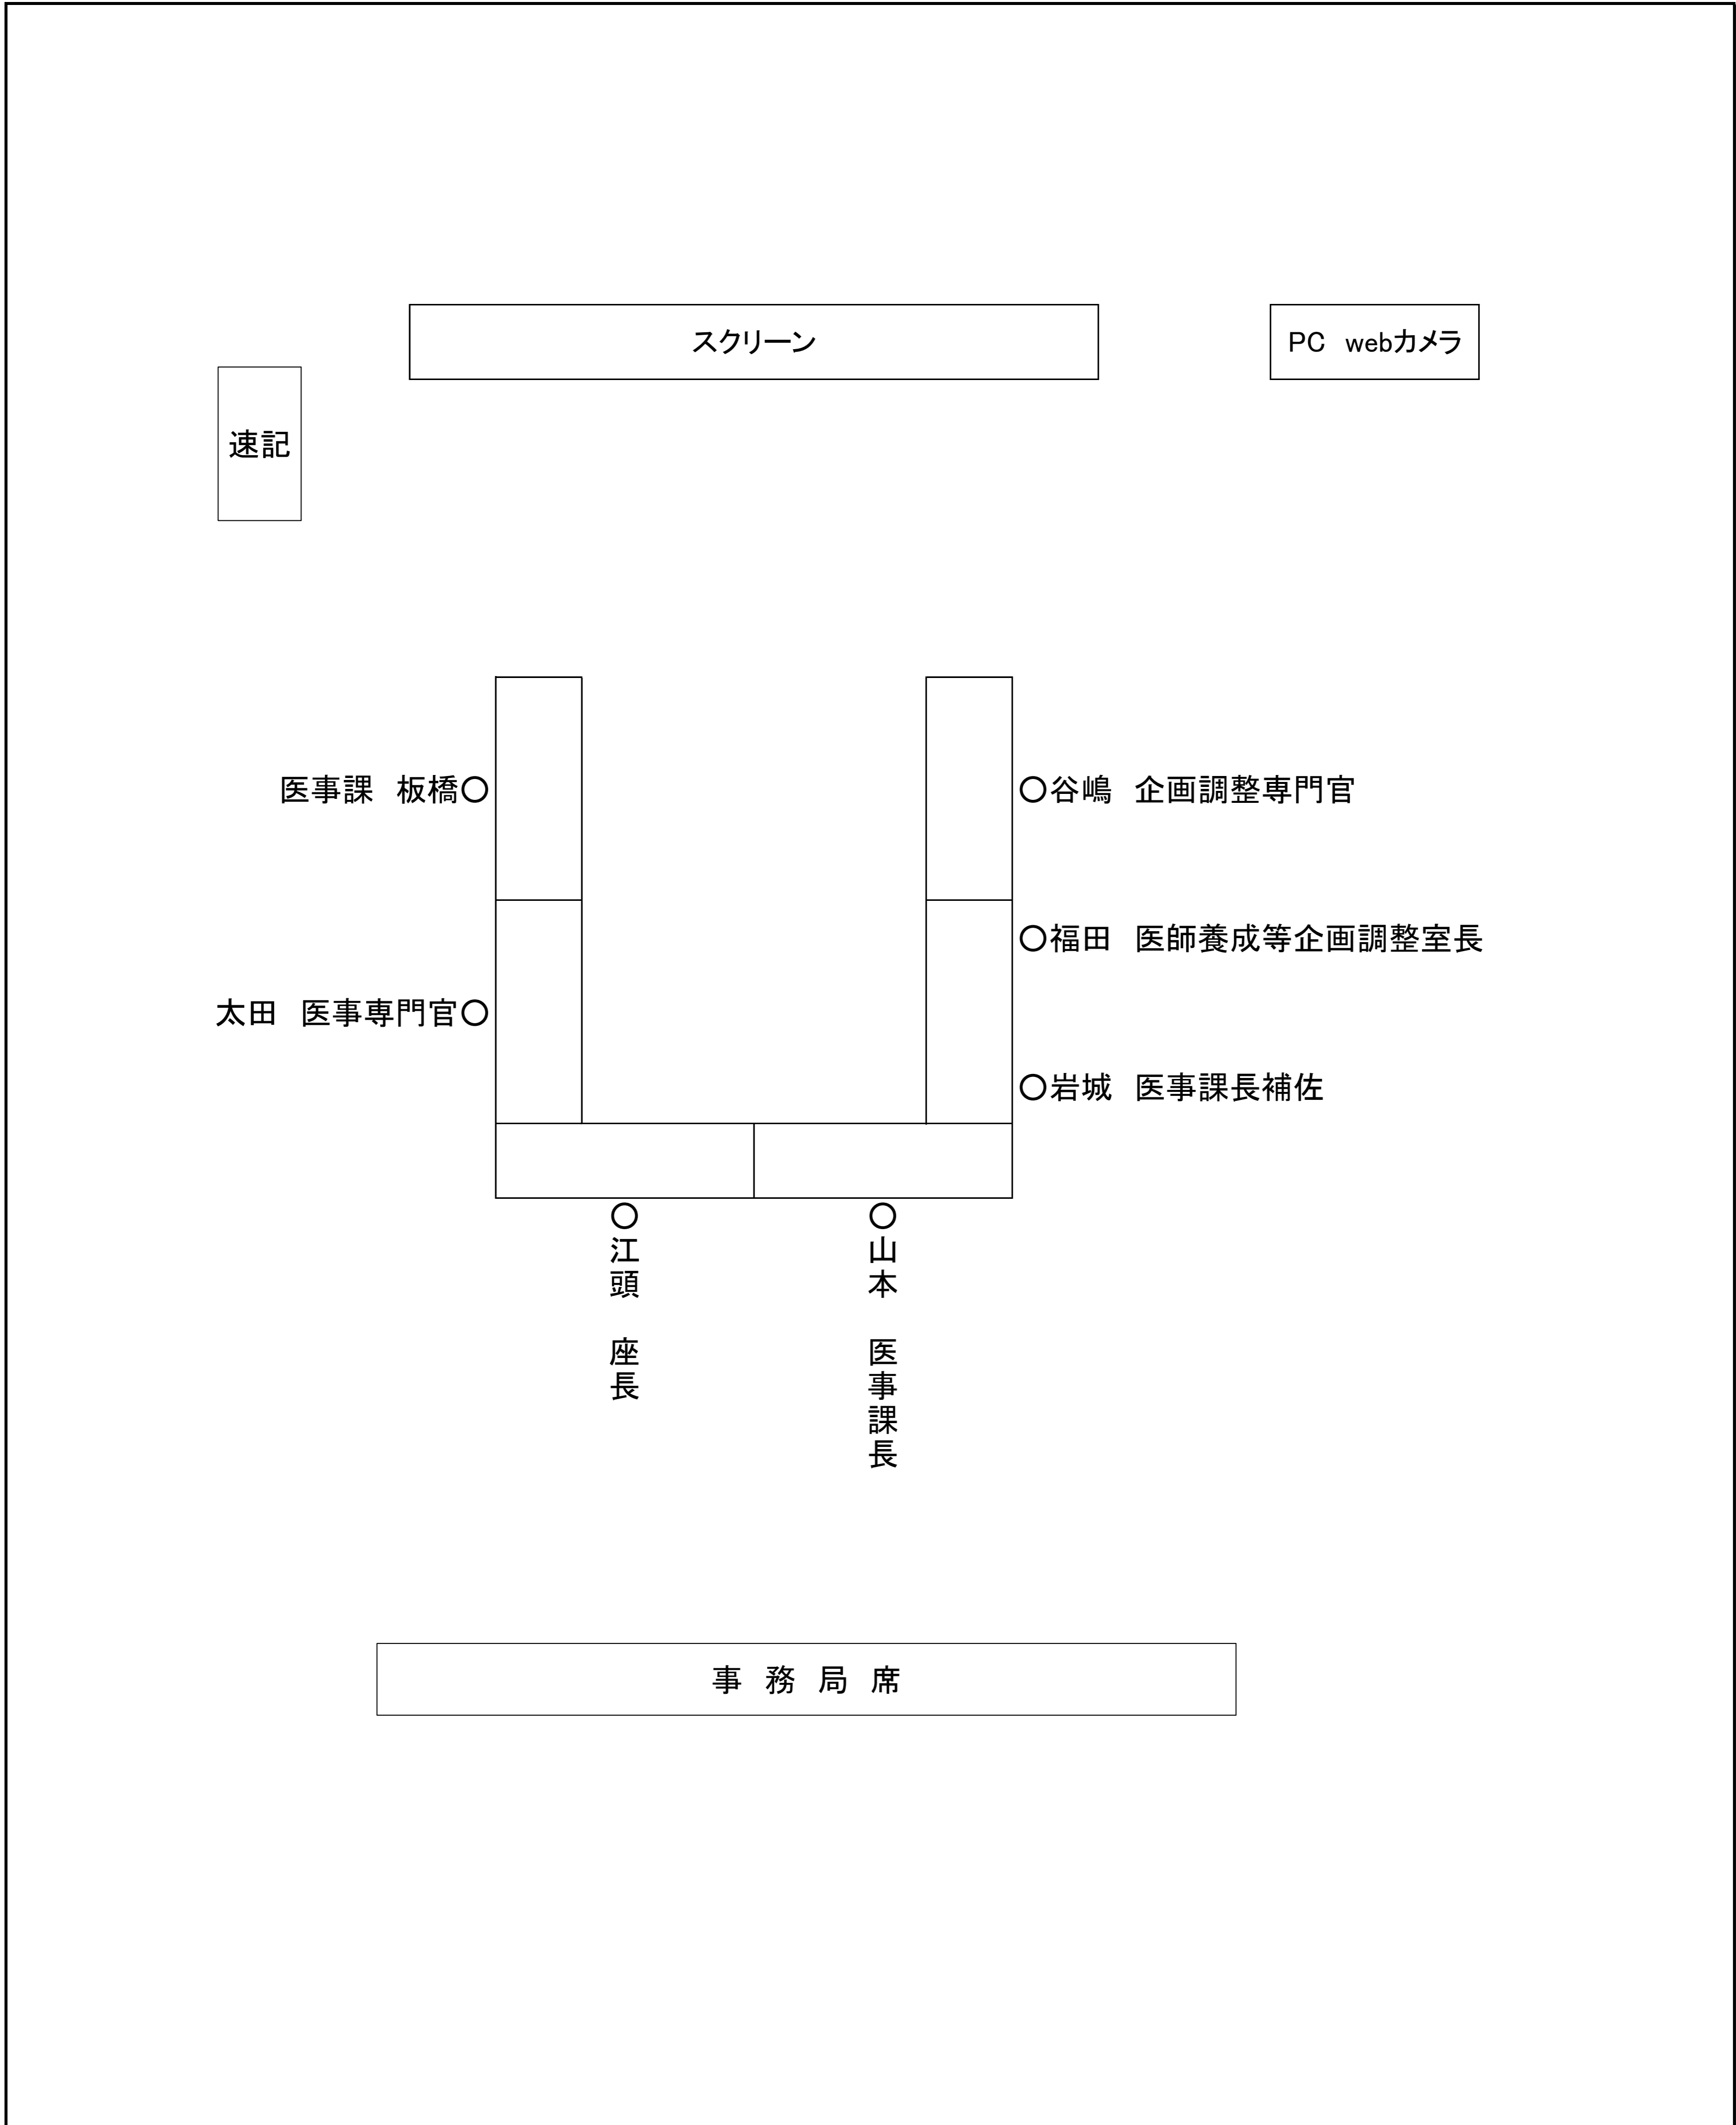 スクリーン
PC　webカメラ
速記
医事課　板橋○
○谷嶋　企画調整専門官
○福田　医師養成等企画調整室長
太田　医事専門官○
○岩城　医事課長補佐
○江頭　座長
○山本　医事課長
事　務　局　席